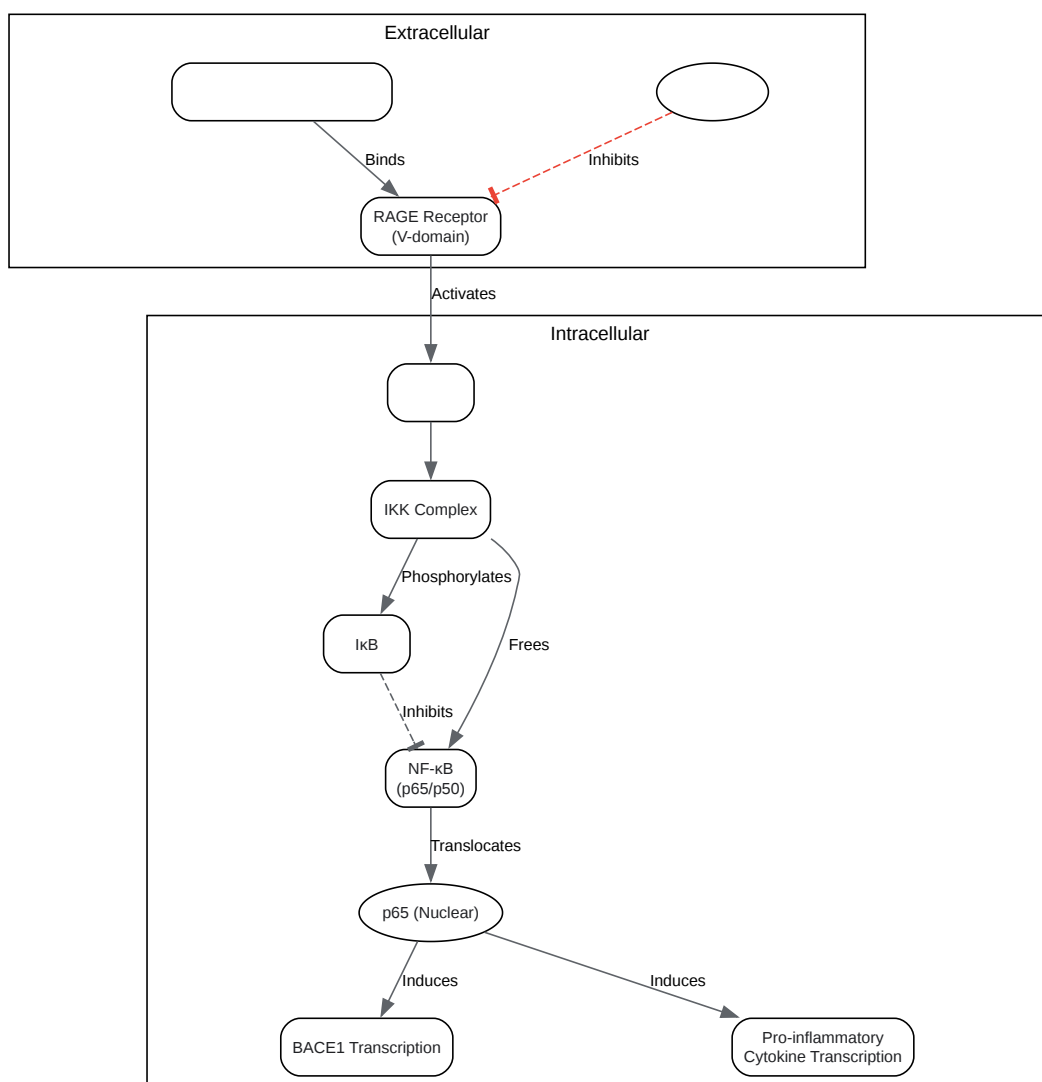 Extracellular
Binds
Inhibits
RAGE Receptor
(V-domain)
Activates
Intracellular
IKK Complex
Phosphorylates
IκB
Frees
Inhibits
NF-κB
(p65/p50)
Translocates
p65 (Nuclear)
Induces
Induces
BACE1 Transcription
Pro-inflammatory
Cytokine Transcription